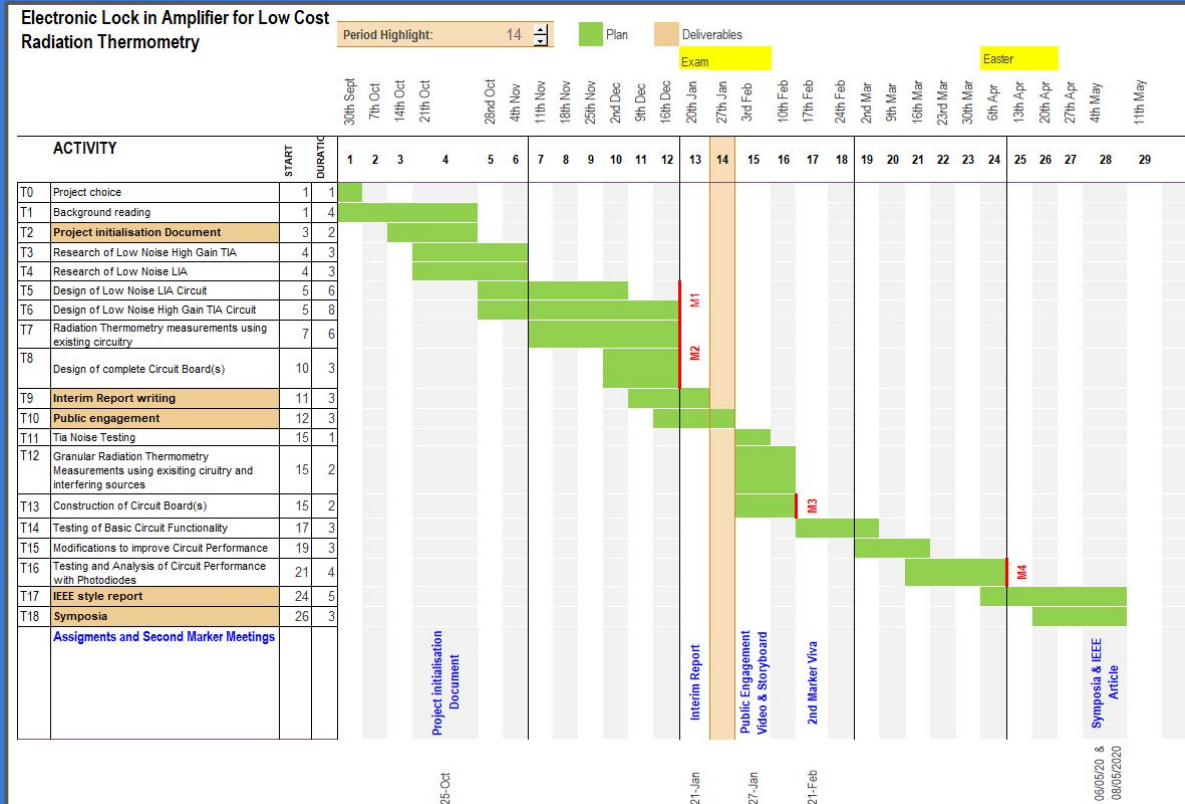 Electronic Lock in Amplifier for Low Cost
Radiation Thermometry
Period Highlight: 14
Plan
Deliverables
Exam
Easter
30th Sept
7th Oct
14th Oct
21th Oct
28nd Oct
4th Nov
11th Nov
18th Nov
25th Nov
2nd Dec
9th Dec
16th Dec
20th Jan
27th Jan
3rd Feb
10th Feb
17th Feb
24th Feb
2nd Mar
9th Mar
16th Mar
23rd Mar
30th Mar
6th Apr
13th Apr
20th Apr
27th Apr
4th May
11th May
ACTIVITY START DURATIC 1 2 3 4 5 6 7 8 9 10 11 12 13 14 15 16 17 18 19 20 21 22 23 24 25 26 27 28 29
T0 Project choice 1 1
T1 Background reading 1 4
T2 Project initialisation Document 3 2
T3 Research of Low Noise High Gain TIA 4 3
T4 Research of Low Noise LIA 4 3
T5 Design of Low Noise LIA Circuit 5 6
M1
T6 Design of Low Noise High Gain TIA Circuit 5 8
T7 Radiation Thermometry measurements using
existing circuitry 7 6
M2
T8 Design of complete Circuit Board(s) 10 3
T9 Interim Report writing 11 3
T10 Public engagement 12 3
T11 Tia Noise Testing 15 1
T12 Granular Radiation Thermometry
Measurements using exisiting ciruitry and
interfering sources 15 2
T13 Construction of Circuit Board(s) 15 2
M3
T14 Testing of Basic Circuit Functionality 17 3
T15 Modifications to improve Circuit Performance 19 3
T16 Testing and Analysis of Circuit Performance
with Photodiodes 21 4
M4
T17 IEEE style report 24 5
T18 Symposia 26 3
Assigments and Second Marker Meetings
Project initialisation
Document
Interim Report
Public Engagement
Video & Storyboard
2nd Marker Viva
Symposia & IEEE
Article
25-Oct
21-Jan
27-Jan
21-Feb
06/05/20 &
08/05/2020